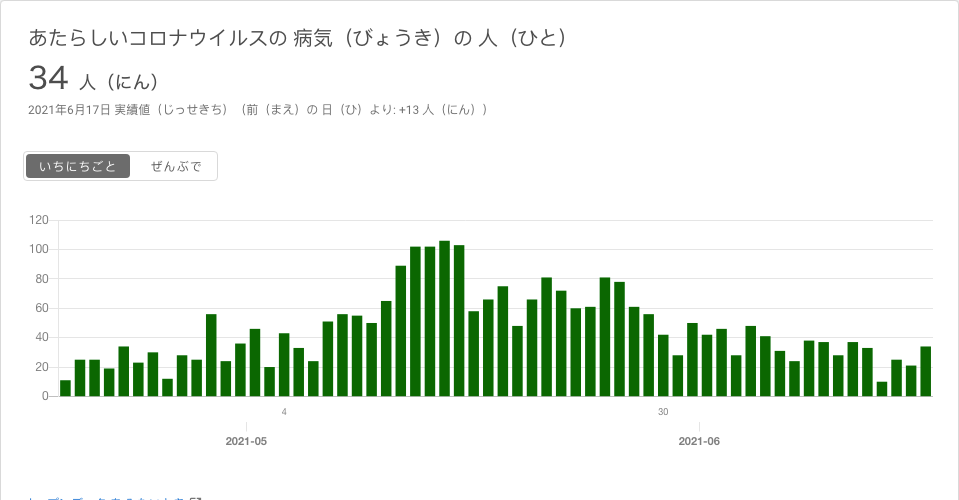 あたらしいコロナウイルスの 病気（びょうき）の 人（ひと）
34 人（にん）
2021年6月17日 実績値（じっせきち）（前（まえ）の 日（ひ）より: +13 人（にん））
いちにちごと ぜんぶで
120
100
80
60
40
20
0
4 30
2021-05 2021-06